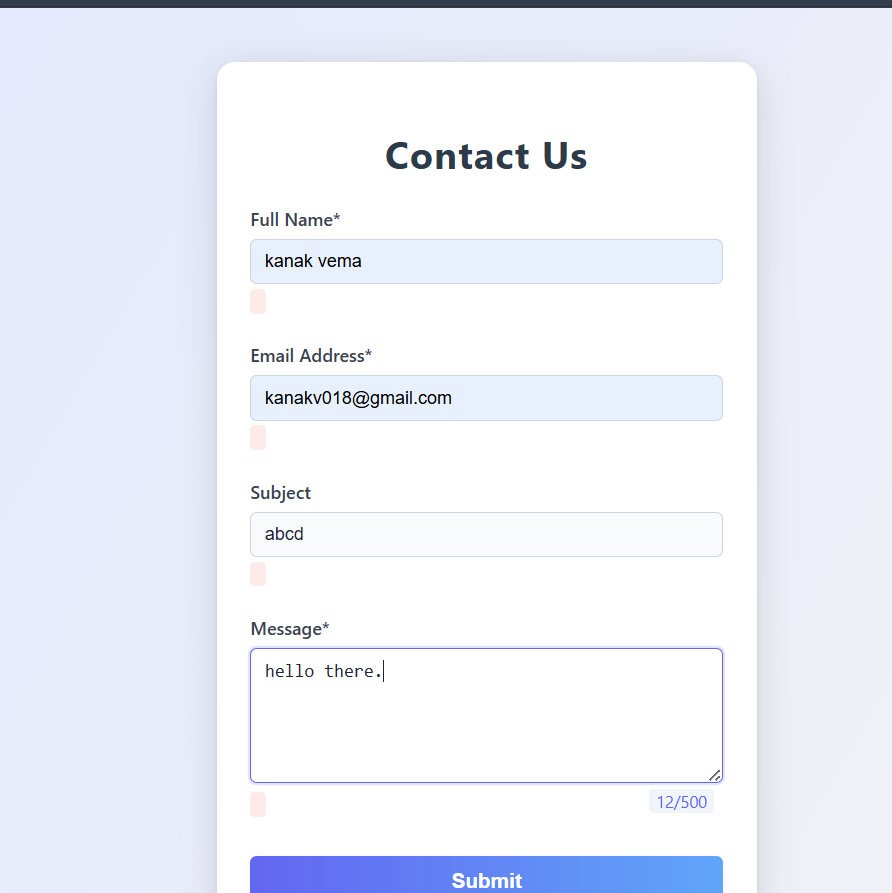 Contact Us
Full Name*
kanak vema
Email Address*
kanakv018@gmail.com
Subject
abcd
Message*
hello there.
12/500
Submit